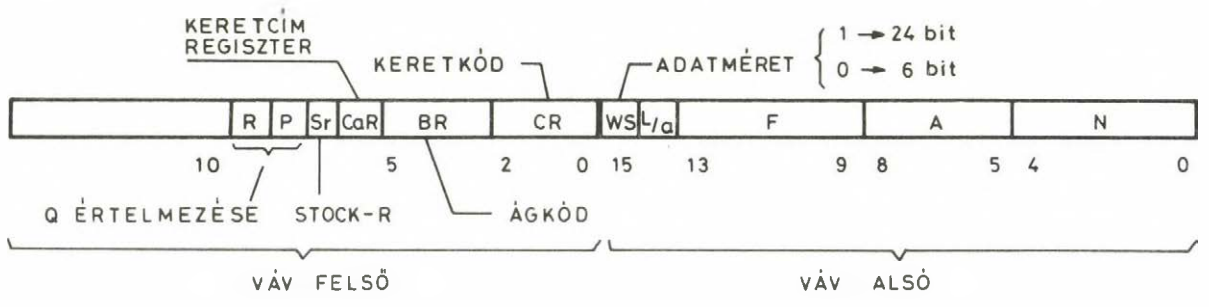 KERETCÍM
REGISZTER
KERETKÓD
ADATMÉRET
1 → 24 bit
0 → 6 bit
R P Sr CaR BR CR WS L/a F A N
10 5 2 0 15 13 9 8 5 4 0
Q ÉRTELMEZÉSE STOCK-R ÁGKÓD
VÁV FELSŐ VÁV ALSÓ